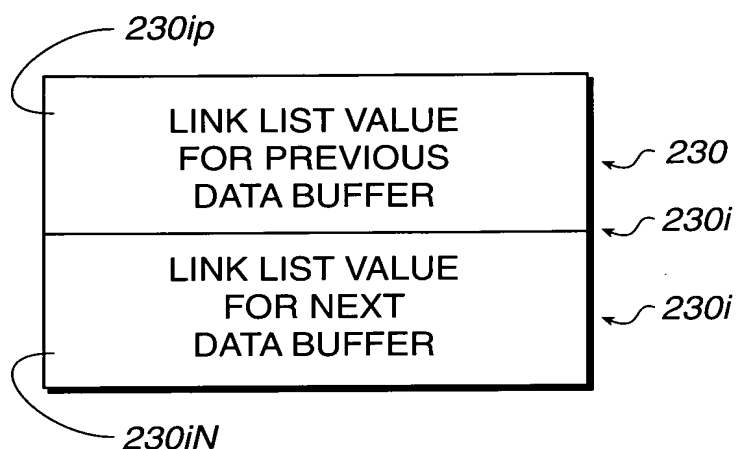 230ip
LINK LIST VALUE
FOR PREVIOUS
DATA BUFFER
230
230i
LINK LIST VALUE
FOR NEXT
DATA BUFFER
230i
230iN